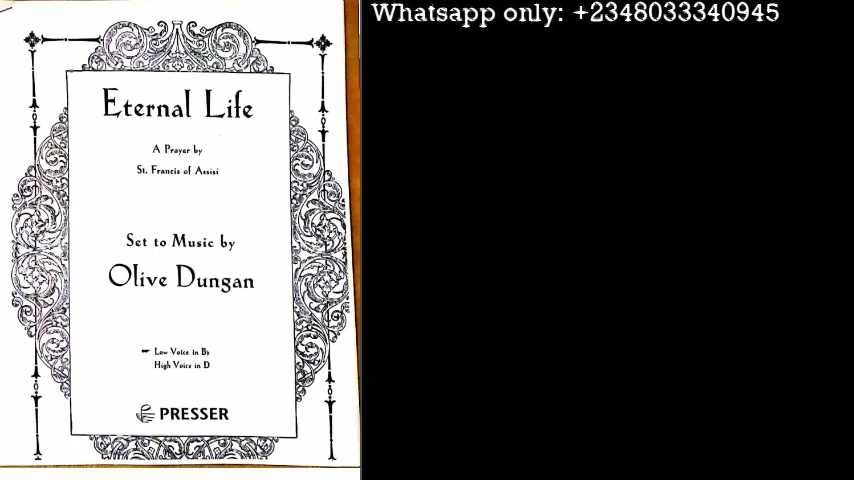 Whatsapp only: +2348033340945
Eternal Life
A Prayer by
St. Francis of Assisi
Set to Music by
Olive Dungan
Low Voice in B♭
High Voice in D
PRESSER